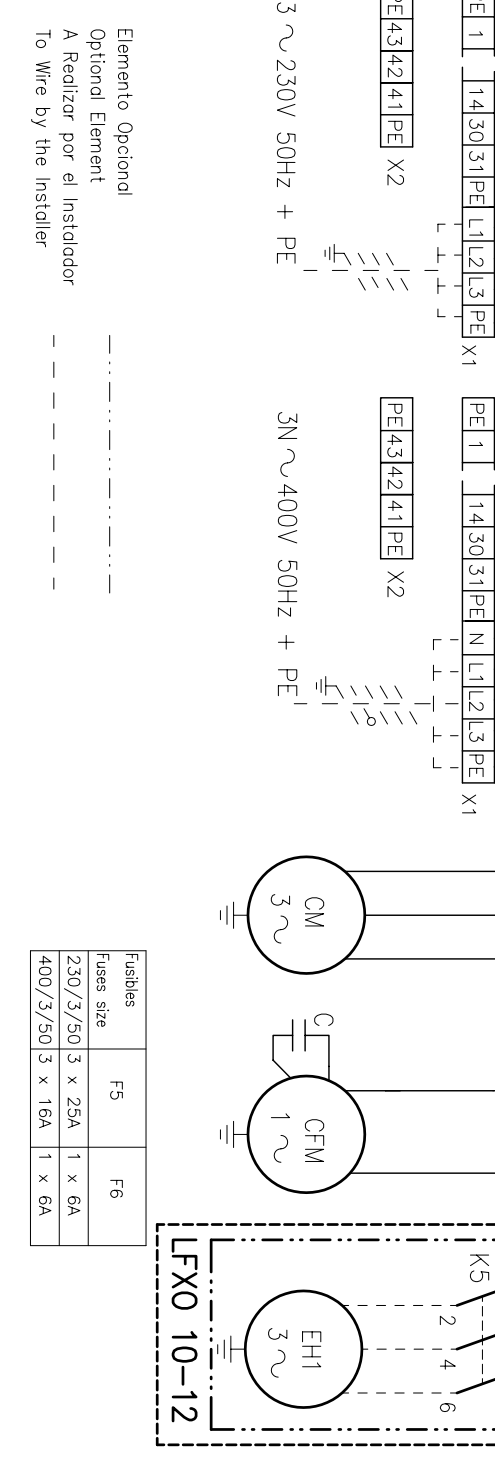 PE 1 14 30 31 PE L1 L2 L3 PE X1
PE 1 14 30 31 PE N L1 L2 L3 PE X1
K5
2 4 6
PE 43 42 41 PE X2
PE 43 42 41 PE X2
3 ~ 230V 50Hz + PE
3N ~ 400V 50Hz + PE
CM
3 ~
C
CFM
1 ~
EH1
3 ~
LFXO 10-12
Elemento Opcional
Optional Element
A Realizar por el Instalador
To Wire by the Installer
Fusibles
Fuses size
F5 F6
230/3/50 3 x 25A 1 x 6A
400/3/50 3 x 16A 1 x 6A